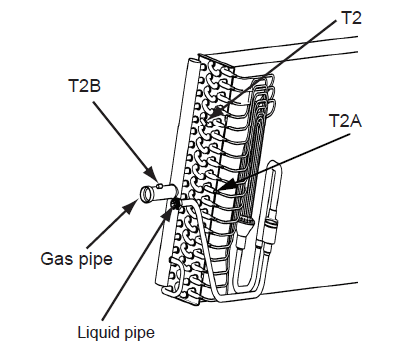 T2
T2B
T2A
Gas pipe
Liquid pipe